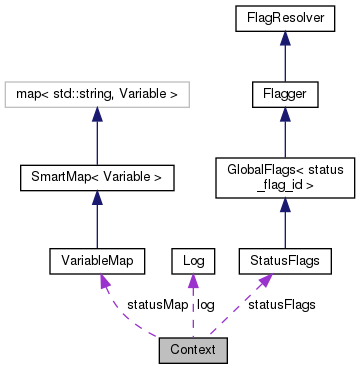 FlagResolver
map< std::string, Variable >
Flagger
SmartMap< Variable >
GlobalFlags< status
_flag_id >
VariableMap
Log
StatusFlags
statusMap
log
statusFlags
Context